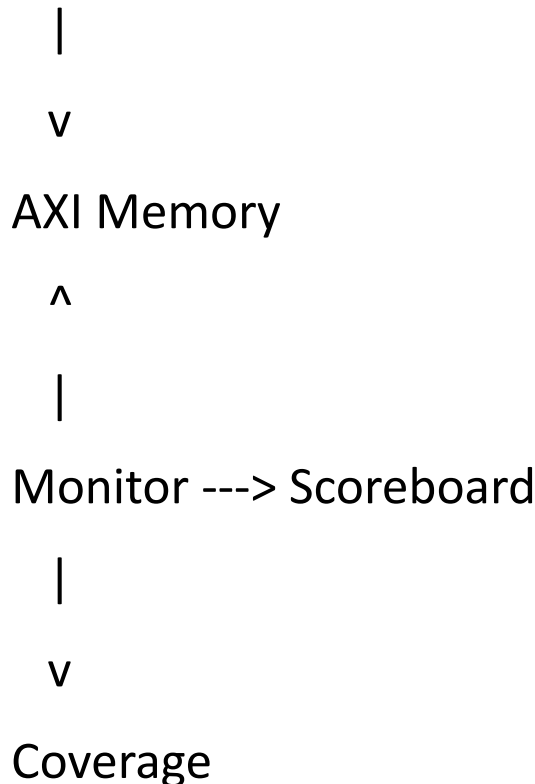 |
v
AXI Memory
^
|
Monitor ---> Scoreboard
|
v
Coverage